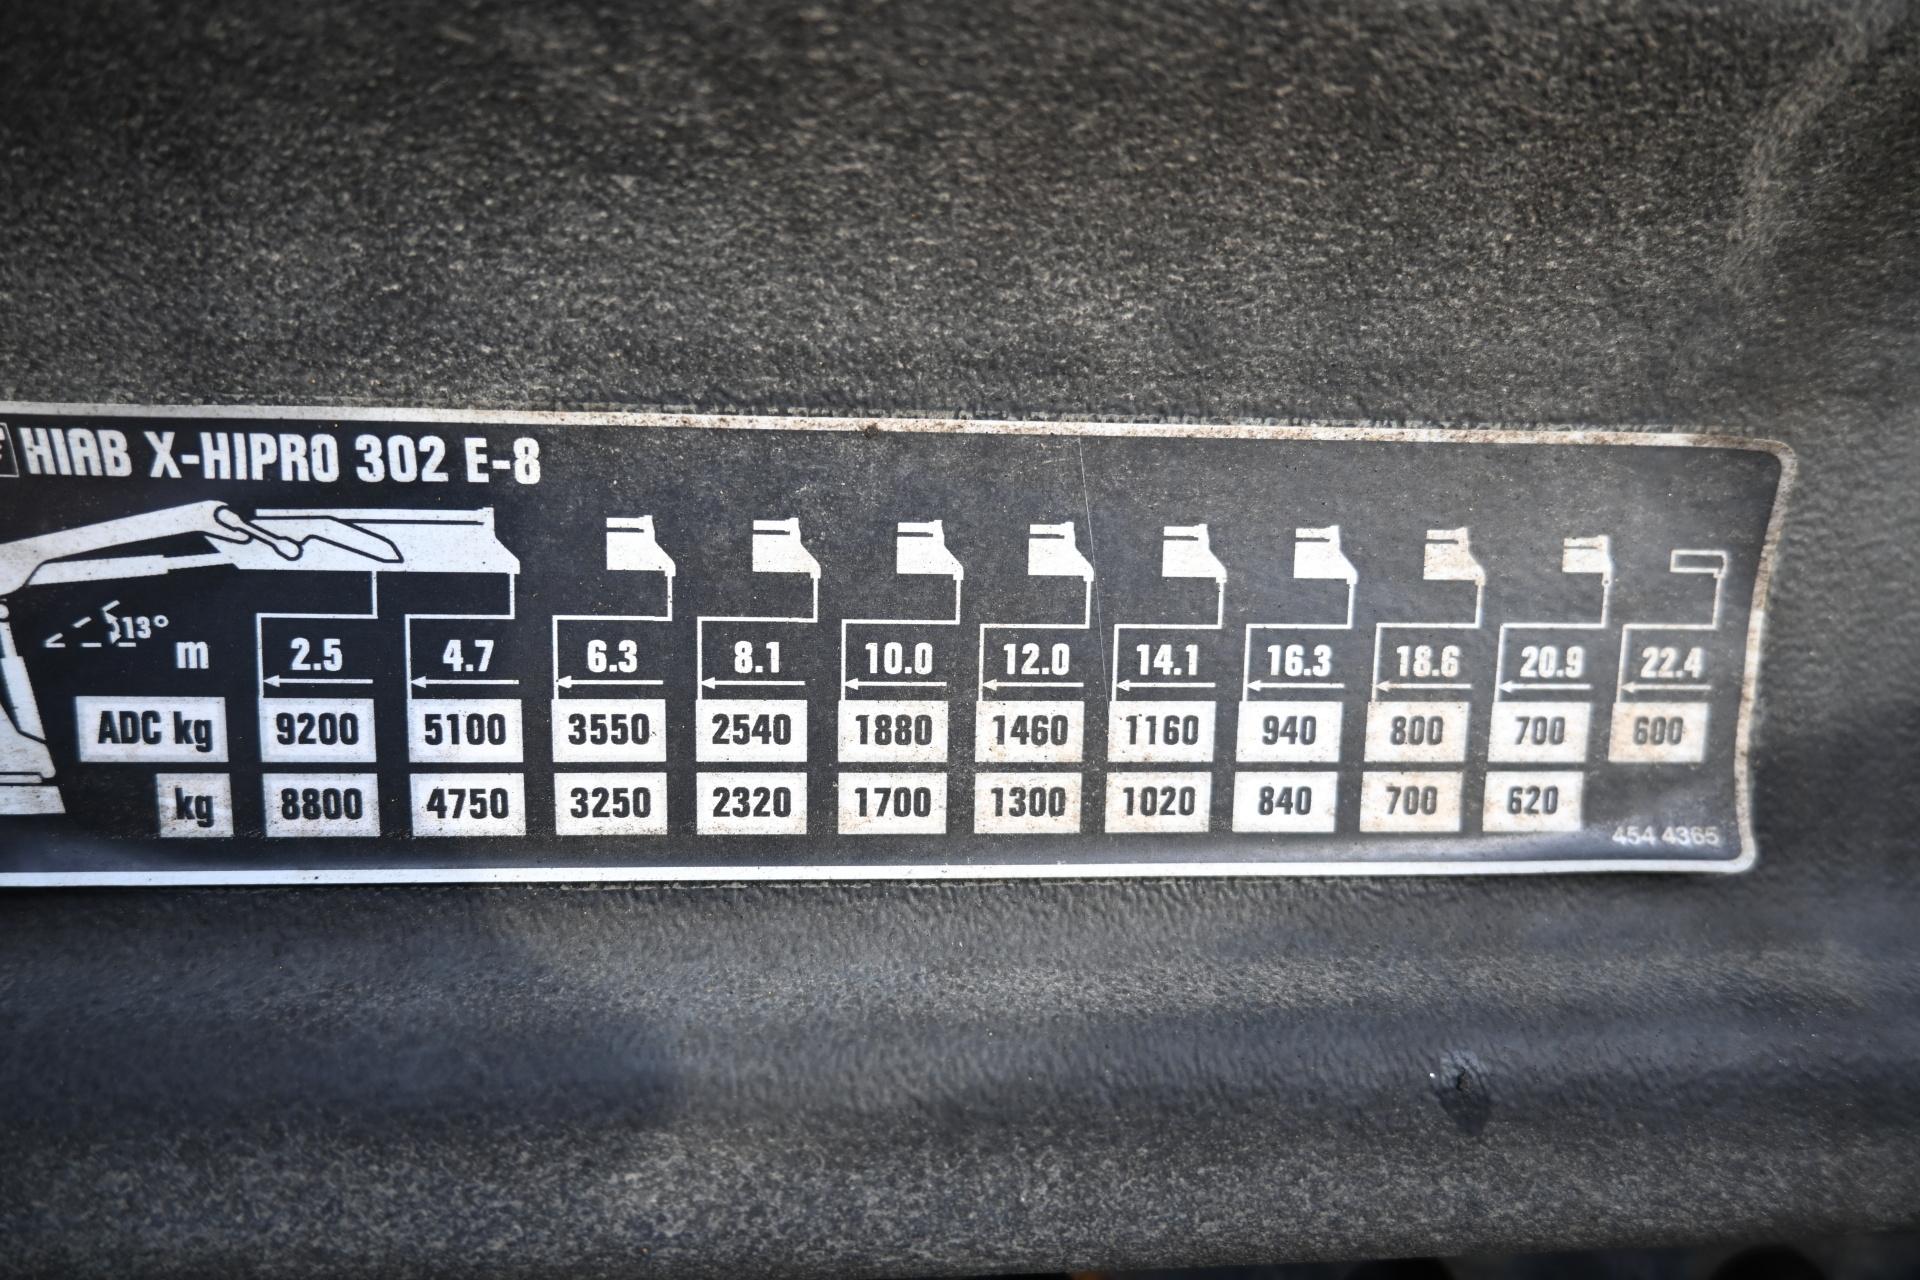 HIAB X-HIPRO 302 E-8
13°
m 2.5 4.7 6.3 8.1 10.0 12.0 14.1 16.3 18.6 20.9 22.4
ADC kg 9200 5100 3550 2540 1880 1460 1160 940 800 700 600
kg 8800 4750 3250 2320 1700 1300 1020 840 700 620
454 4365